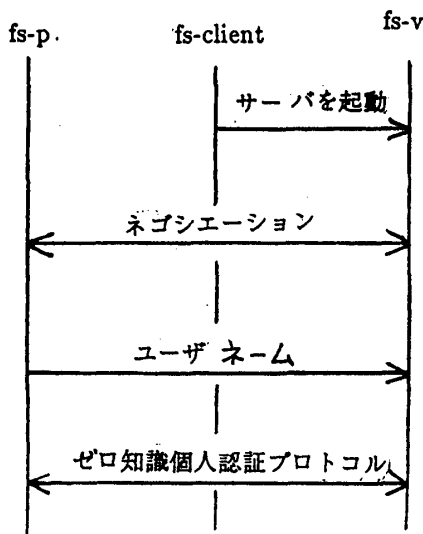 fs-p. fs-client fs-v
サーバを起動
ネゴシエーション
ユーザネーム
ゼロ知識個人認証プロトコル